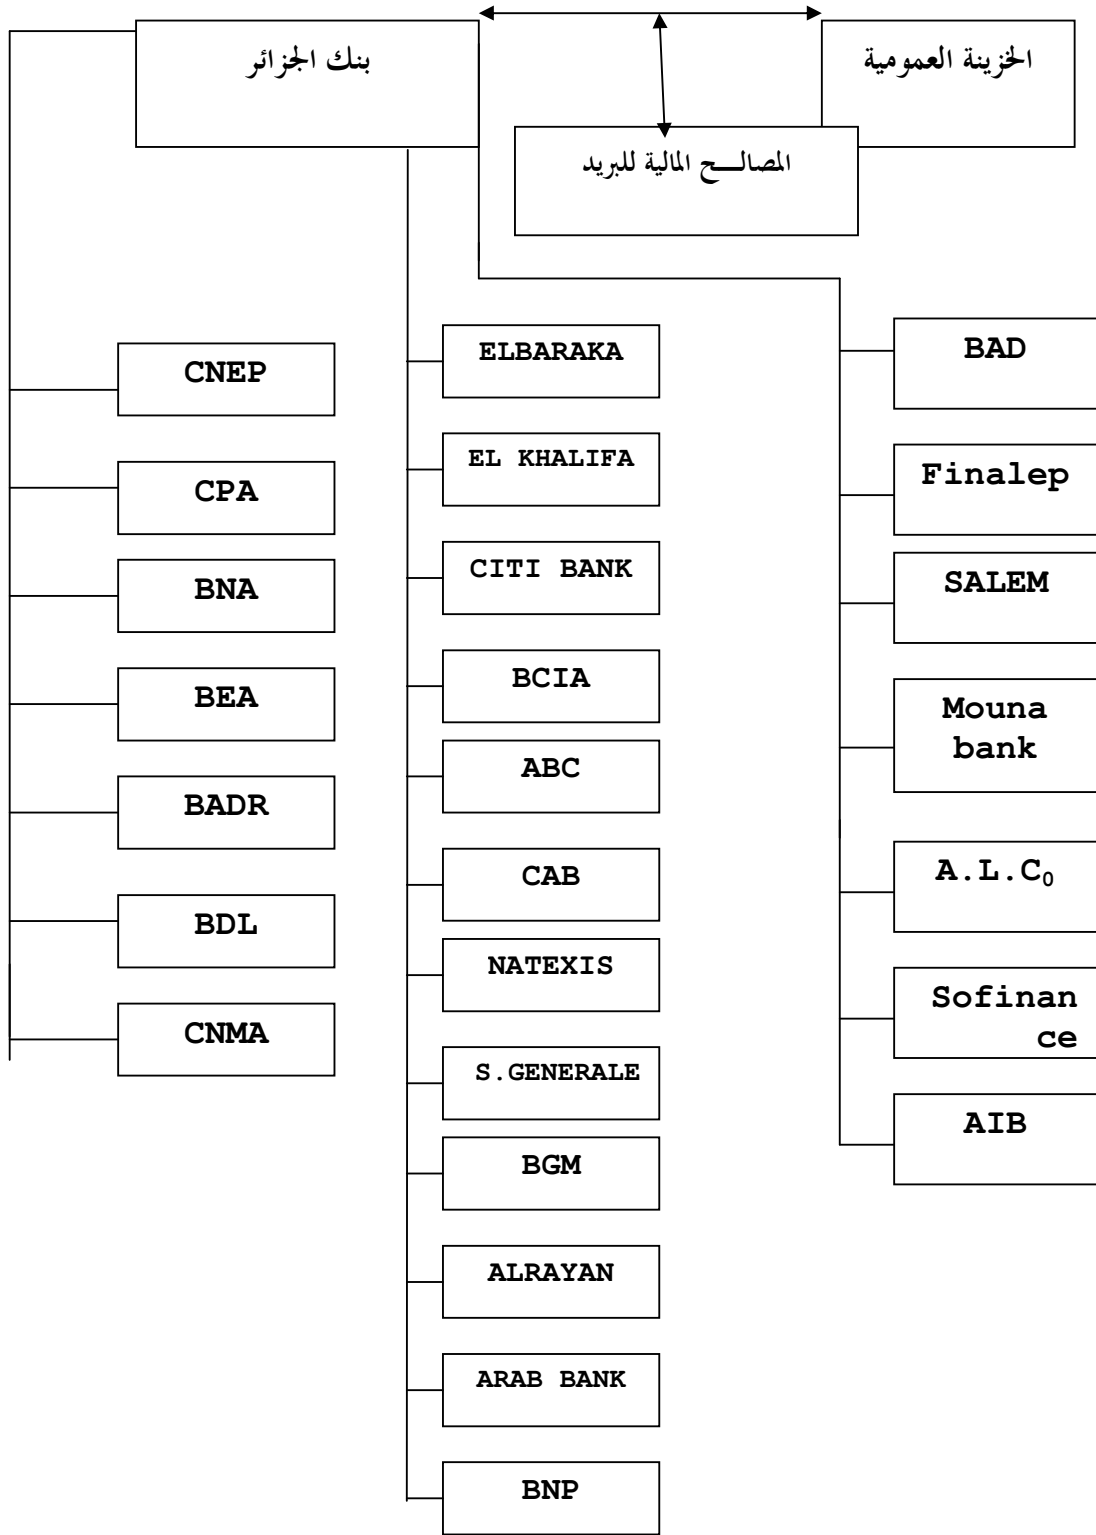 بنك الجزائر
الخزينة العمومية
المصالـــح المالية للبريد
CNEP
CPA
BNA
BEA
BADR
BDL
CNMA
ELBARAKA
EL KHALIFA
CITI BANK
BCIA
ABC
CAB
NATEXIS
S.GENERALE
BGM
ALRAYAN
ARAB BANK
BNP
BAD
Finalep
SALEM
Mouna
bank
A.L.C₀
Sofinan
ce
AIB